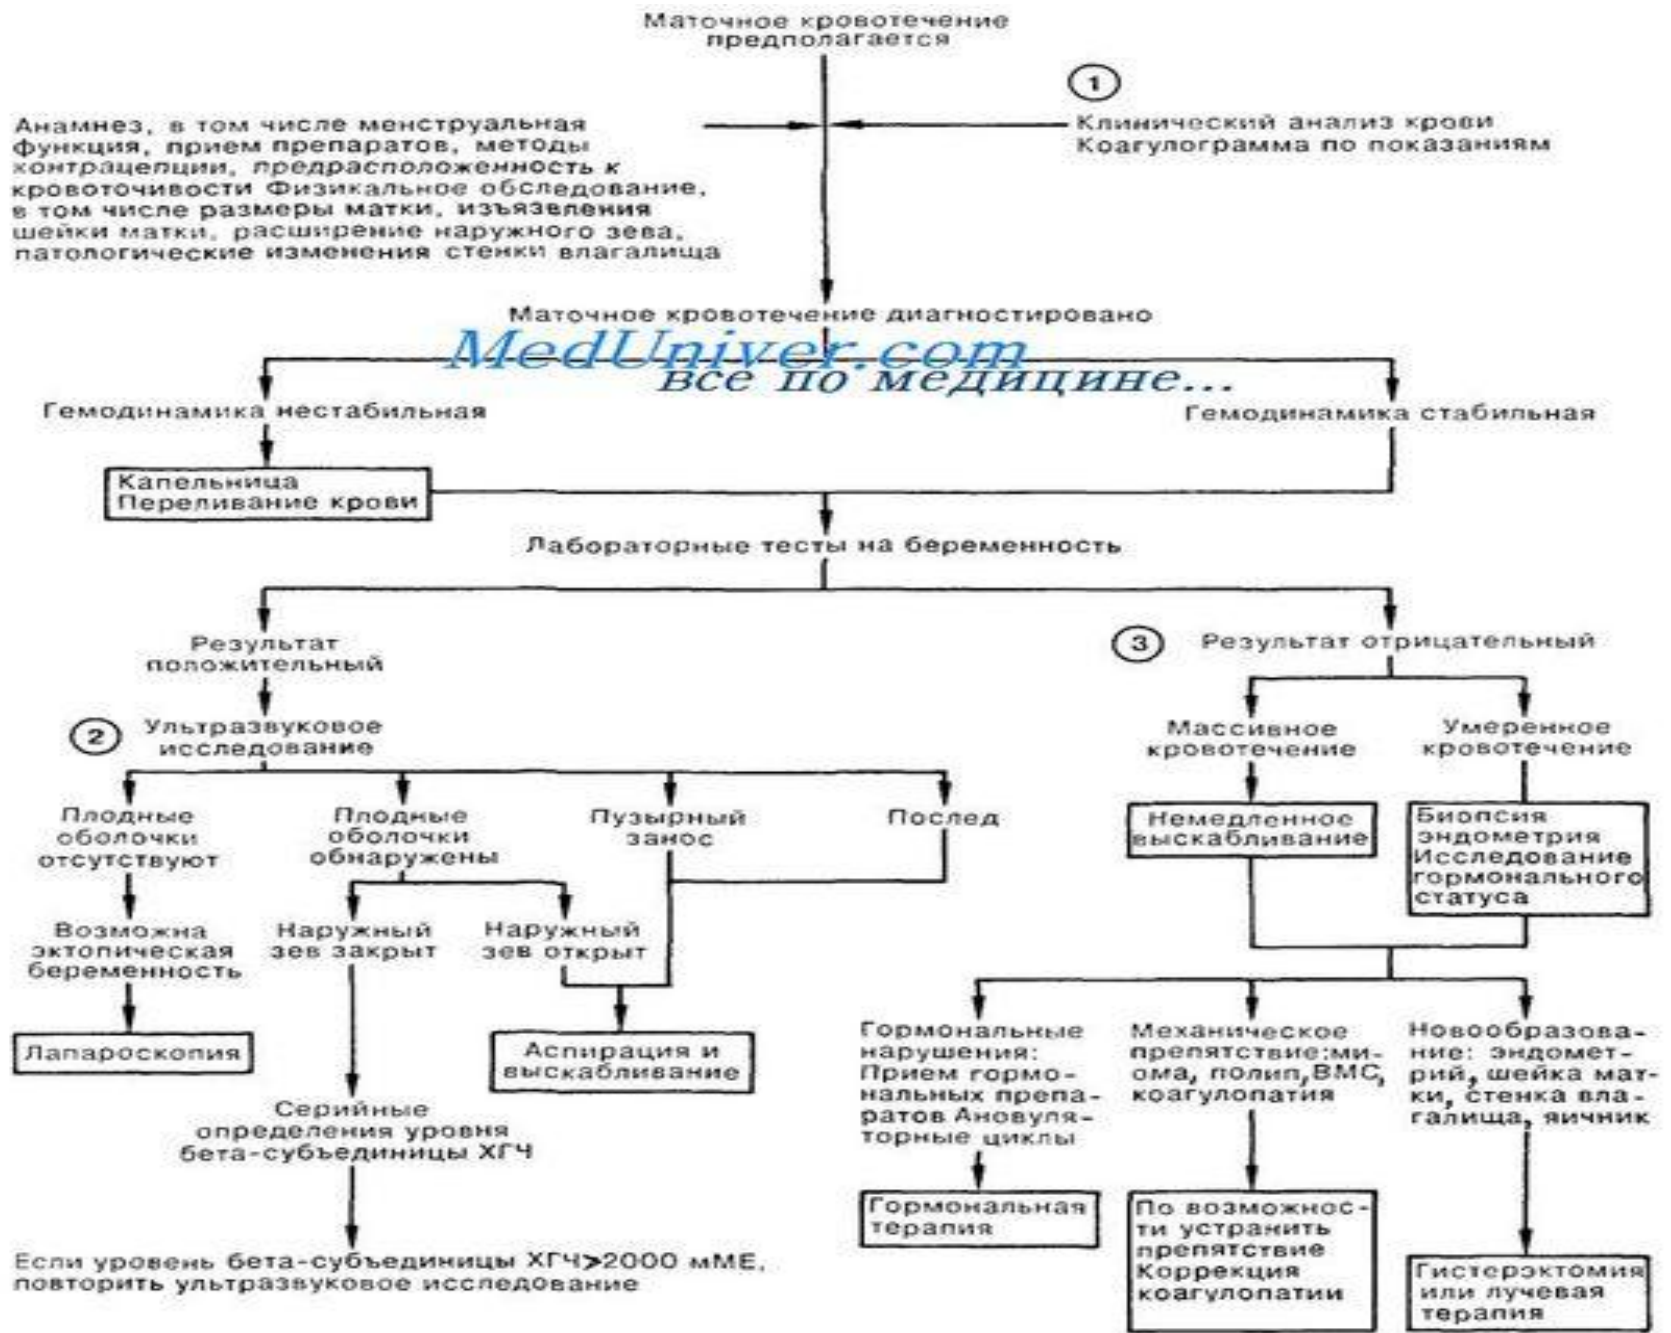 Маточное кровотечение
предполагается
1
Анамнез, в том числе менструальная
функция, прием препаратов, методы
контрацепции, предрасположенность к
кровоточивости Физикальное обследование,
в том числе размеры матки, изъязвления
шейки матки, расширение наружного зева,
патологические изменения стенки влагалища
Клинический анализ крови
Коагулограмма по показаниям
Маточное кровотечение диагностировано
MedUniver.com
все по медицине...
Гемодинамика нестабильная
Гемодинамика стабильная
Капельница
Переливание крови
Лабораторные тесты на беременность
Результат
положительный
3
Результат отрицательный
2
Ультразвуковое
исследование
Массивное
кровотечение
Умеренное
кровотечение
Плодные
оболочки
отсутствуют
Плодные
оболочки
обнаружены
Пузырный
занос
Послед
Немедленное
выскабливание
Биопсия
эндометрия
Исследование
гормонального
статуса
Возможна
эктопическая
беременность
Наружный
зев закрыт
Наружный
зев открыт
Лапароскопия
Аспирация и
выскабливание
Гормональные
нарушения:
Прием гормо-
нальных препа-
ратов Ановуля-
торные циклы
Механическое
препятствие:ми-
ома, полип,ВМС,
коагулопатия
Новообразова-
ние: эндомет-
рий, шейка мат-
ки, стенка вла-
галища, яичник
Серийные
определения уровня
бета-субъединицы ХГЧ
Гормональная
терапия
По возможнос-
ти устранить
препятствие
Коррекция
коагулопатии
Гистерэктомия
или лучевая
терапия
Если уровень бета-субъединицы ХГЧ>2000 мМЕ,
повторить ультразвуковое исследование